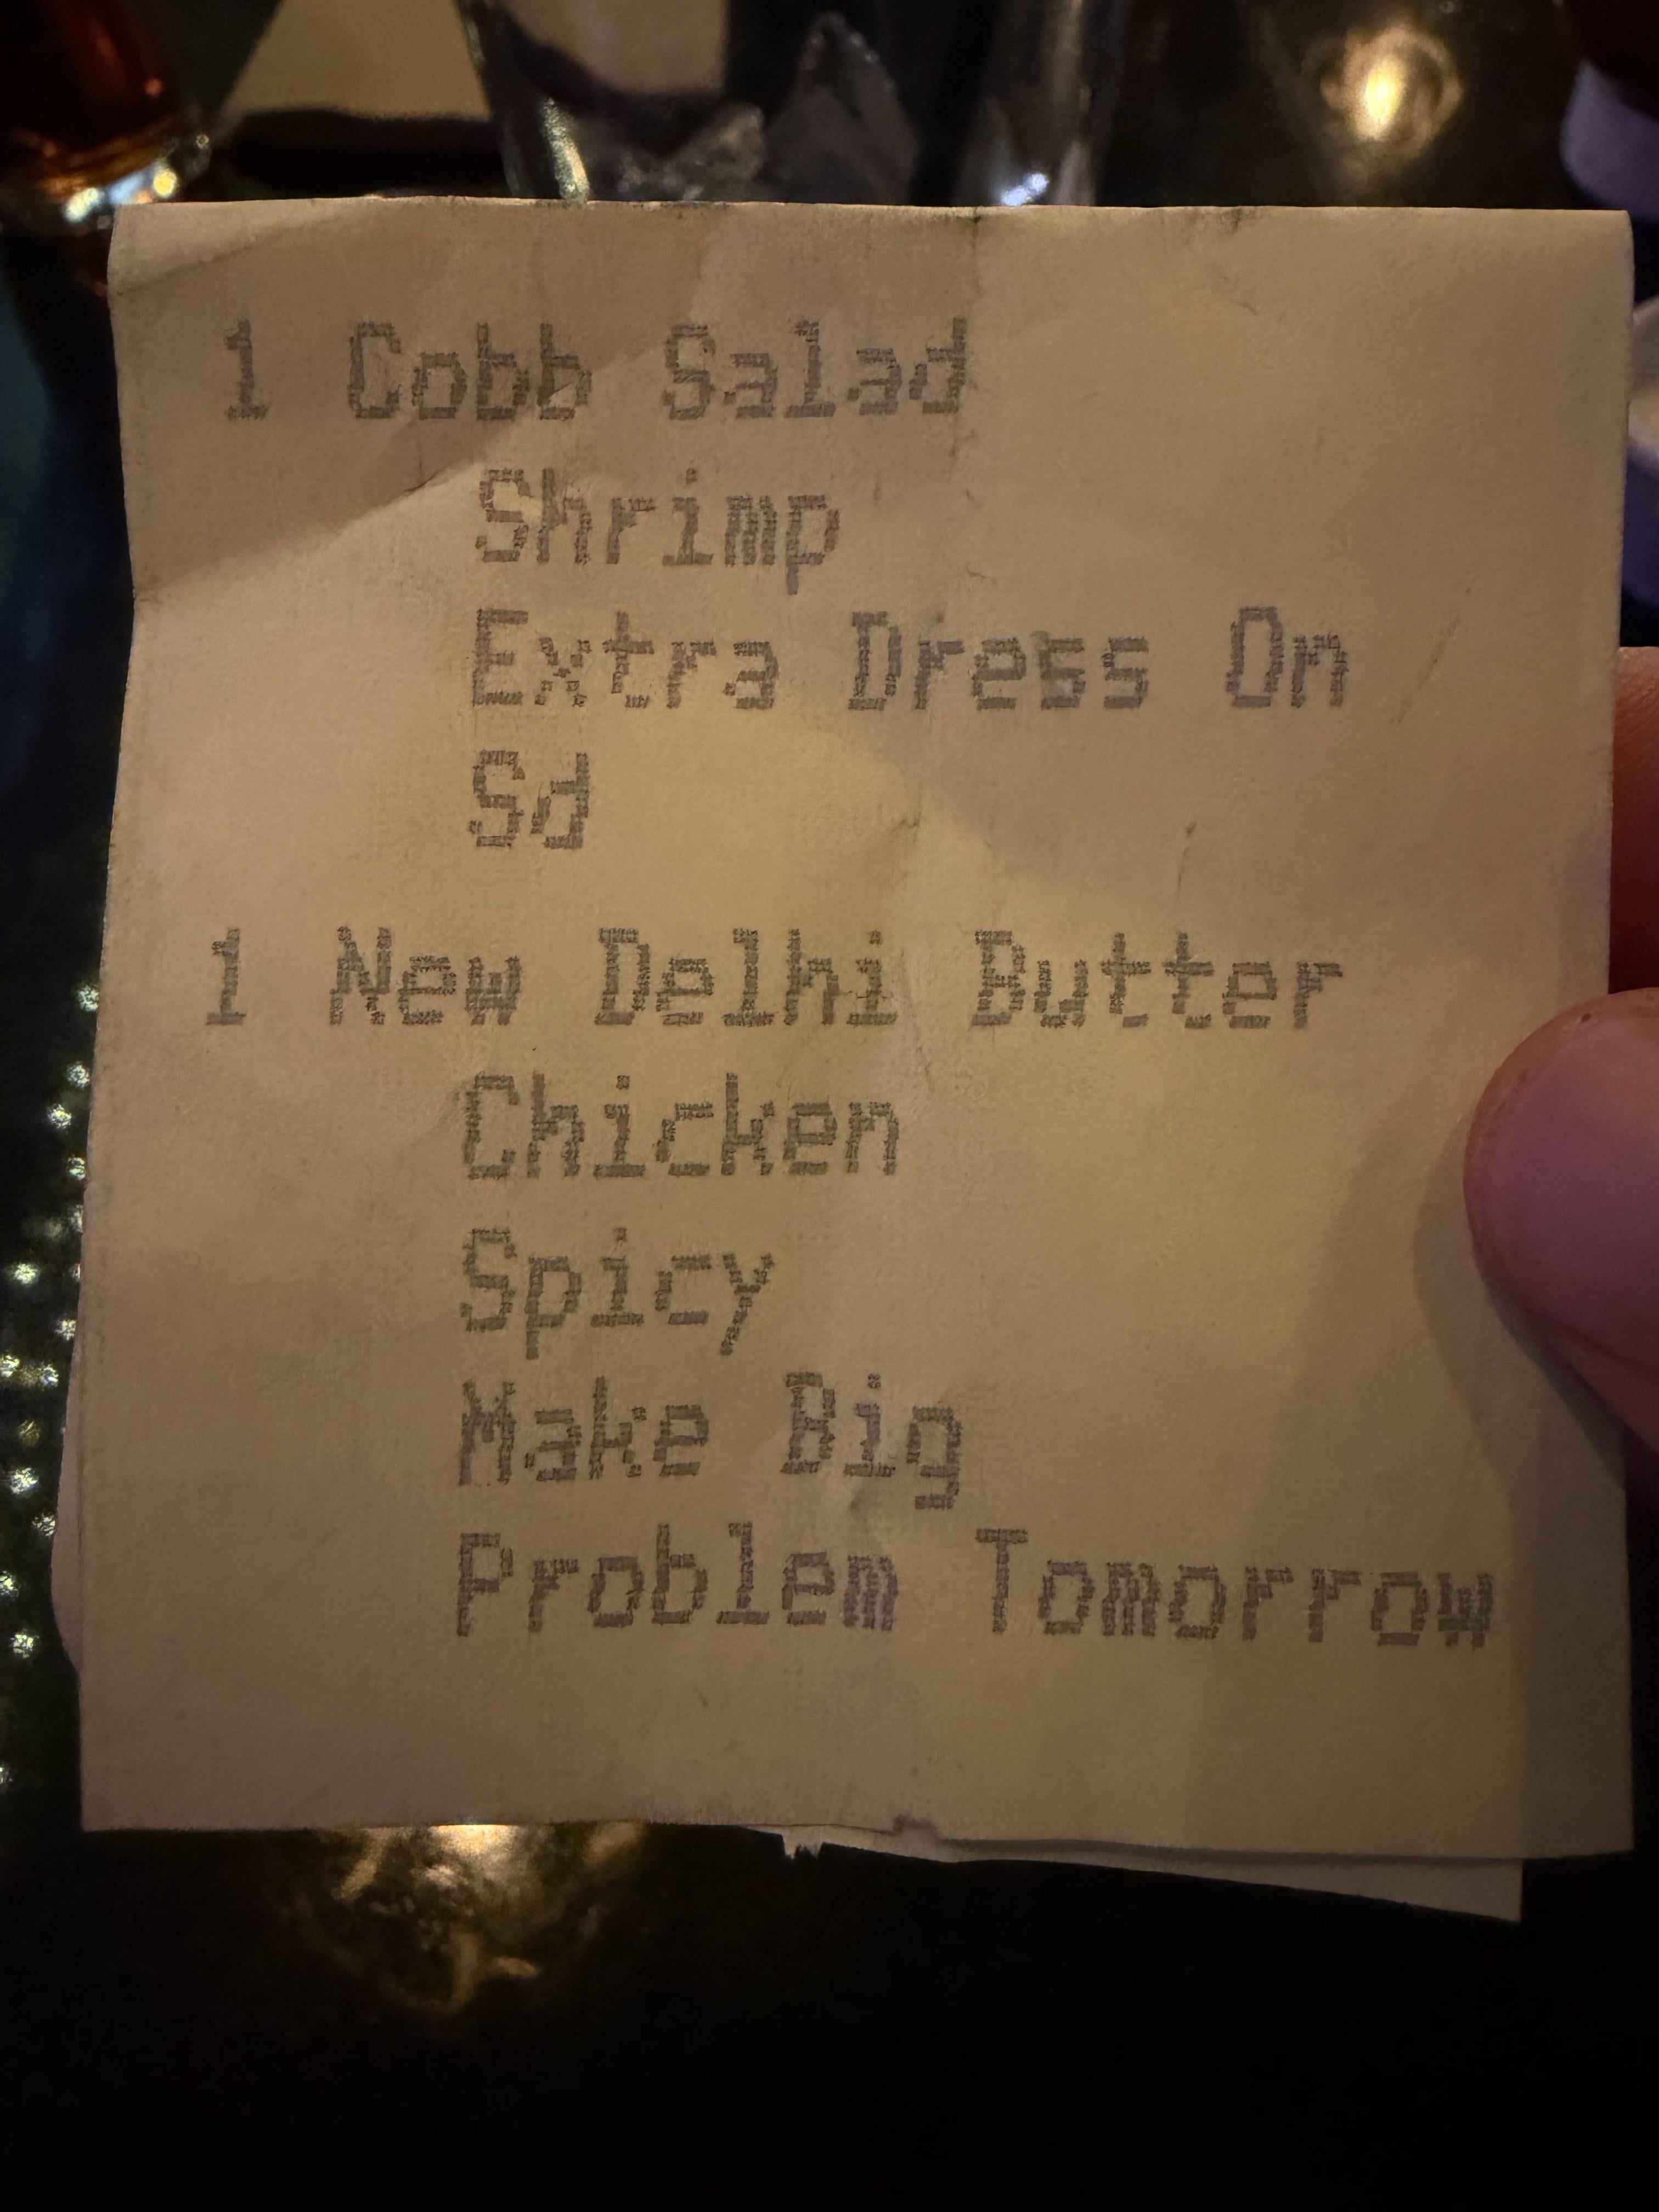 1 Cobb Salad
Shrimp
Extra Dress On
Sd
1 New Delhi Butter
Chicken
Spicy
Make Big
Problem Tomorrow